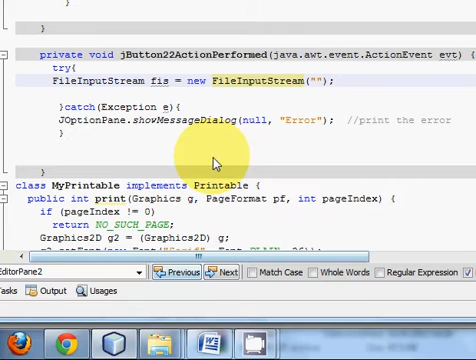 }
}
private void jButton22ActionPerformed(java.awt.event.ActionEvent evt) {
try{
FileInputStream fis = new FileInputStream("");
}catch(Exception e){
JOptionPane.showMessageDialog(null, "Error"); //print the error
}
}
class MyPrintable implements Printable {
public int print(Graphics g, PageFormat pf, int pageIndex) {
if (pageIndex != 0)
return NO_SUCH_PAGE;
Graphics2D g2 = (Graphics2D) g;
EditorPane2 Previous Next Match Case Whole Words Regular Expression
Tasks Output Usages